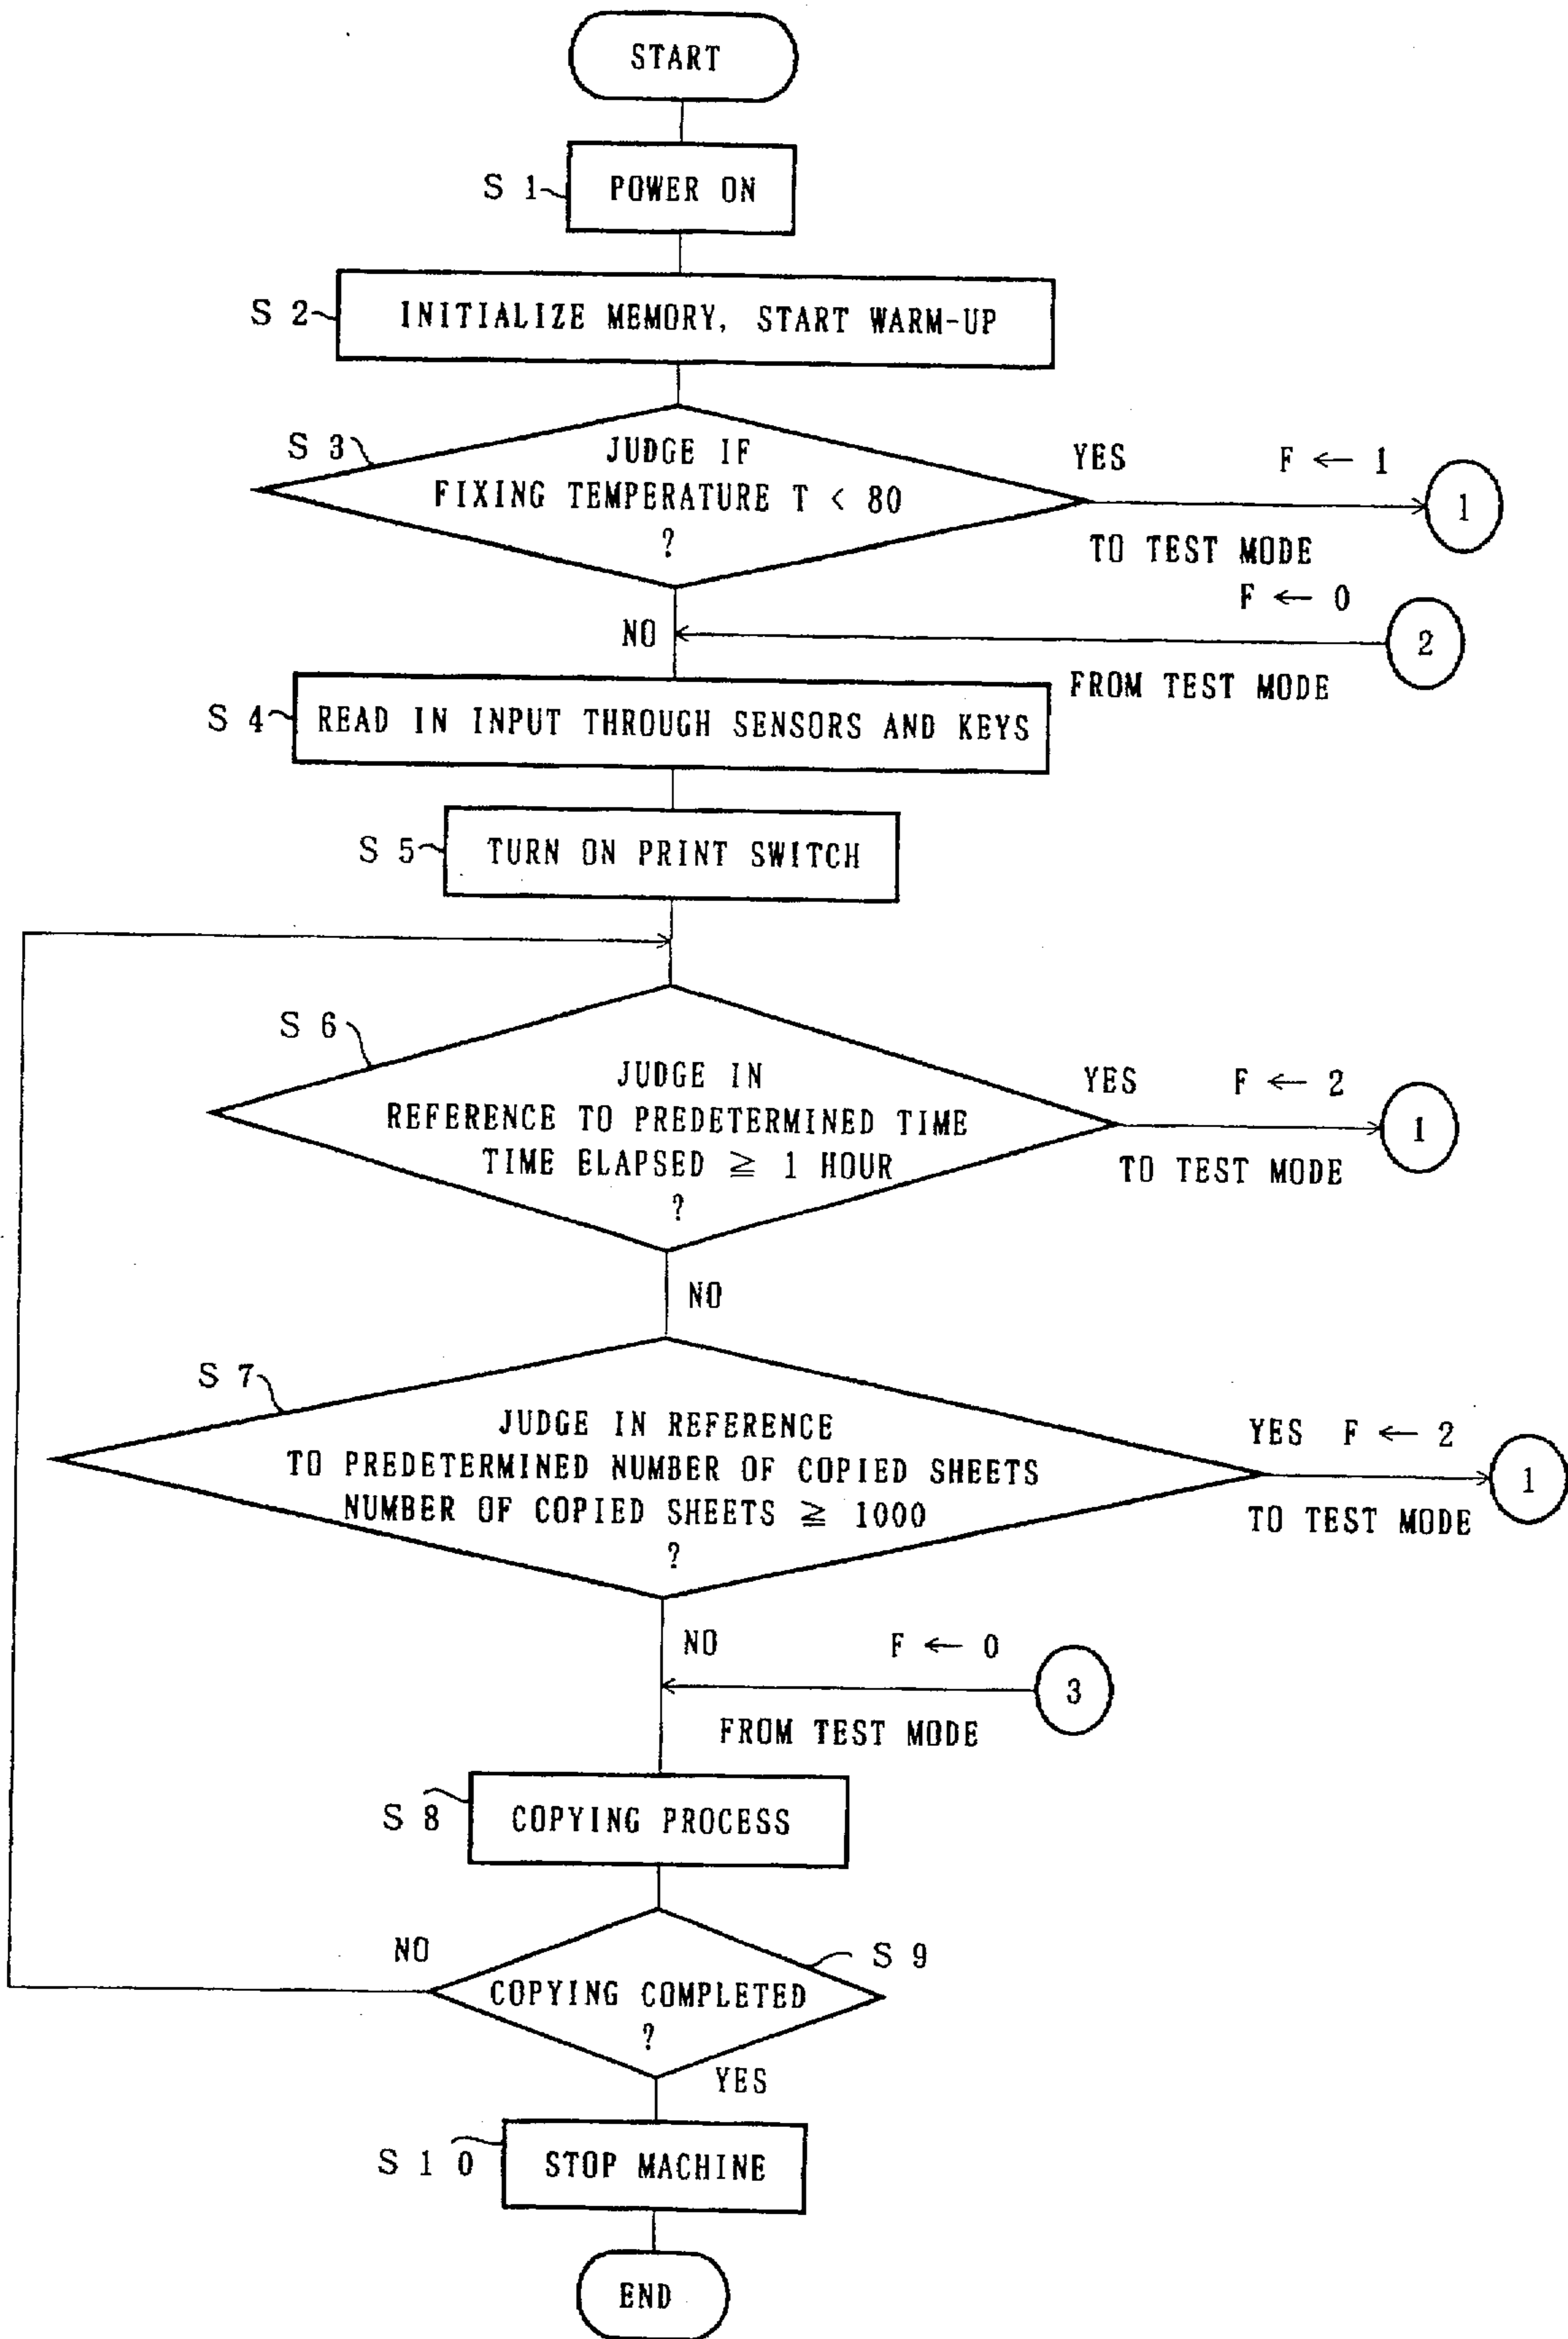 START
S 1
POWER ON
S 2
INITIALIZE MEMORY, START WARM-UP
S 3
JUDGE IF
FIXING TEMPERATURE T < 80
?
YES F ← 1
1
TO TEST MODE
F ← 0
NO
2
FROM TEST MODE
S 4
READ IN INPUT THROUGH SENSORS AND KEYS
S 5
TURN ON PRINT SWITCH
S 6
JUDGE IN
REFERENCE TO PREDETERMINED TIME
TIME ELAPSED ≧ 1 HOUR
?
YES F ← 2
1
TO TEST MODE
NO
S 7
JUDGE IN REFERENCE
TO PREDETERMINED NUMBER OF COPIED SHEETS
NUMBER OF COPIED SHEETS ≧ 1000
?
YES F ← 2
1
TO TEST MODE
NO
F ← 0
3
FROM TEST MODE
S 8
COPYING PROCESS
NO
S 9
COPYING COMPLETED
?
YES
S 1 0
STOP MACHINE
END